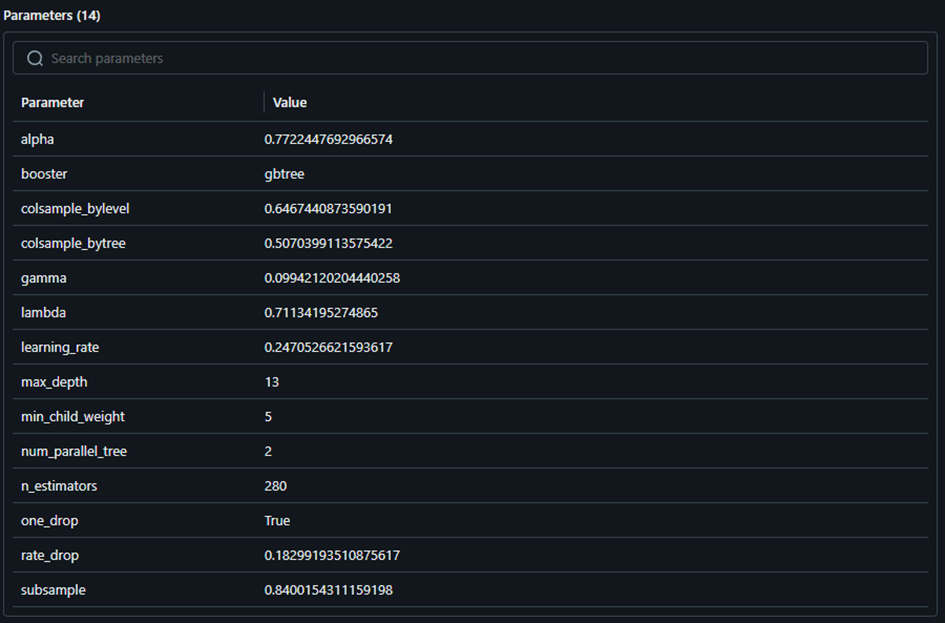 Parameters (14)
Search parameters
Parameter Value
alpha 0.7722447692966574
booster gbtree
colsample_bylevel 0.6467440873590191
colsample_bytree 0.5070399113575422
gamma 0.09942120204440258
lambda 0.71134195274865
learning_rate 0.2470526621593617
max_depth 13
min_child_weight 5
num_parallel_tree 2
n_estimators 280
one_drop True
rate_drop 0.18299193510875617
subsample 0.8400154311159198